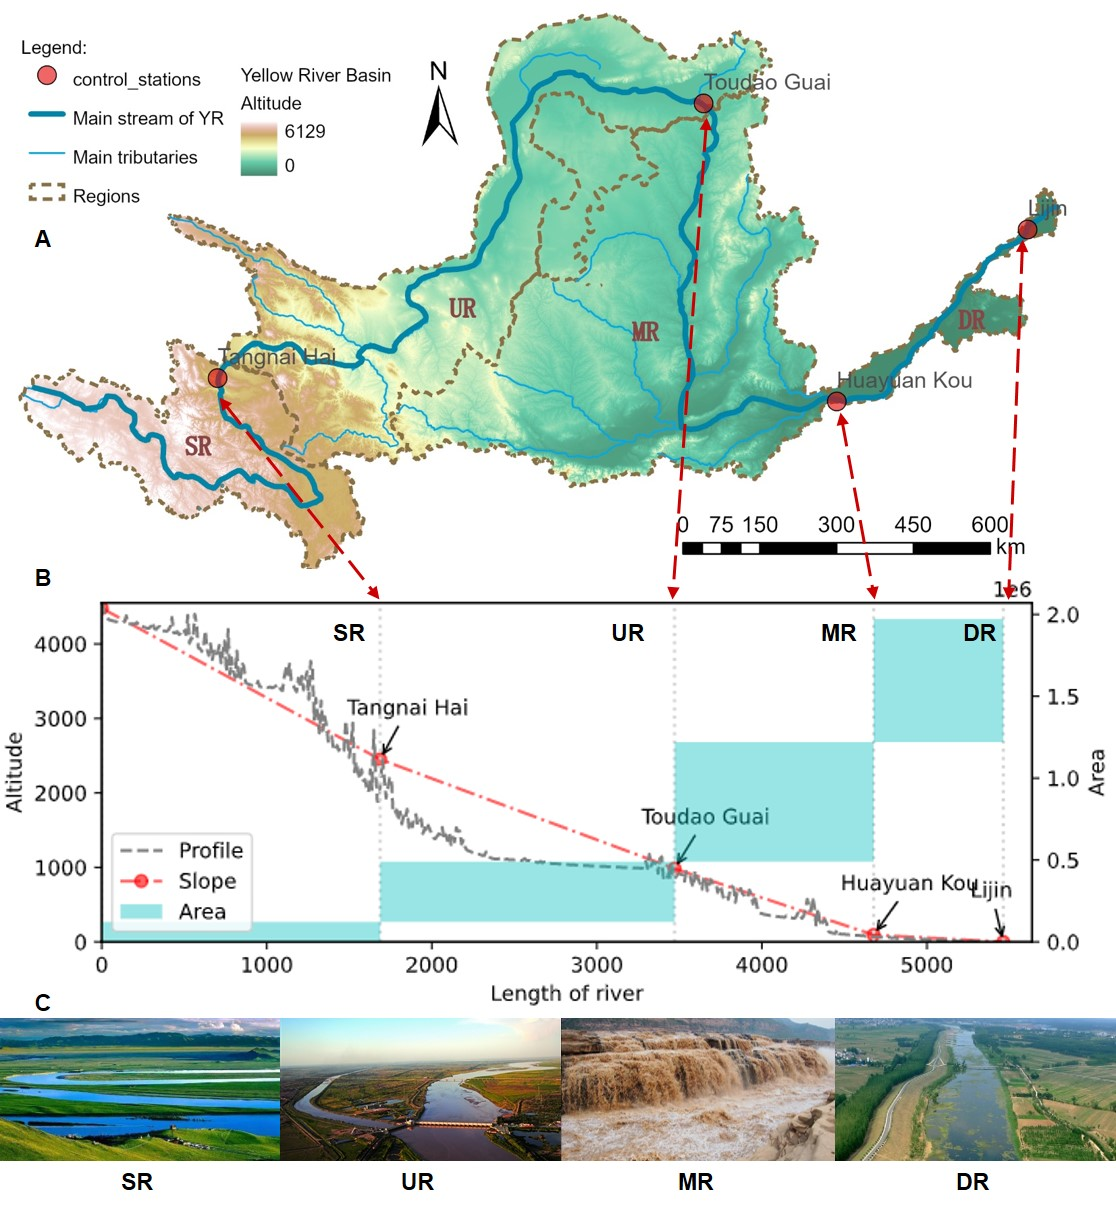 Legend:
control_stations
Main stream of YR
Main tributaries
Regions
Yellow River Basin
Altitude
6129
0
N
A
Toudao Guai
Lijin
UR
MR
DR
Tangnai Hai
Huayuan Kou
SR
0 75 150 300 450 600
km
B
1e6
SR UR MR DR
Tangnai Hai
Toudao Guai
Huayuan Kou
Lijin
Profile
Slope
Area
Altitude
4000
3000
2000
1000
0
2.0
1.5
1.0
0.5
0.0
Area
0 1000 2000 3000 4000 5000
Length of river
C
SR UR MR DR